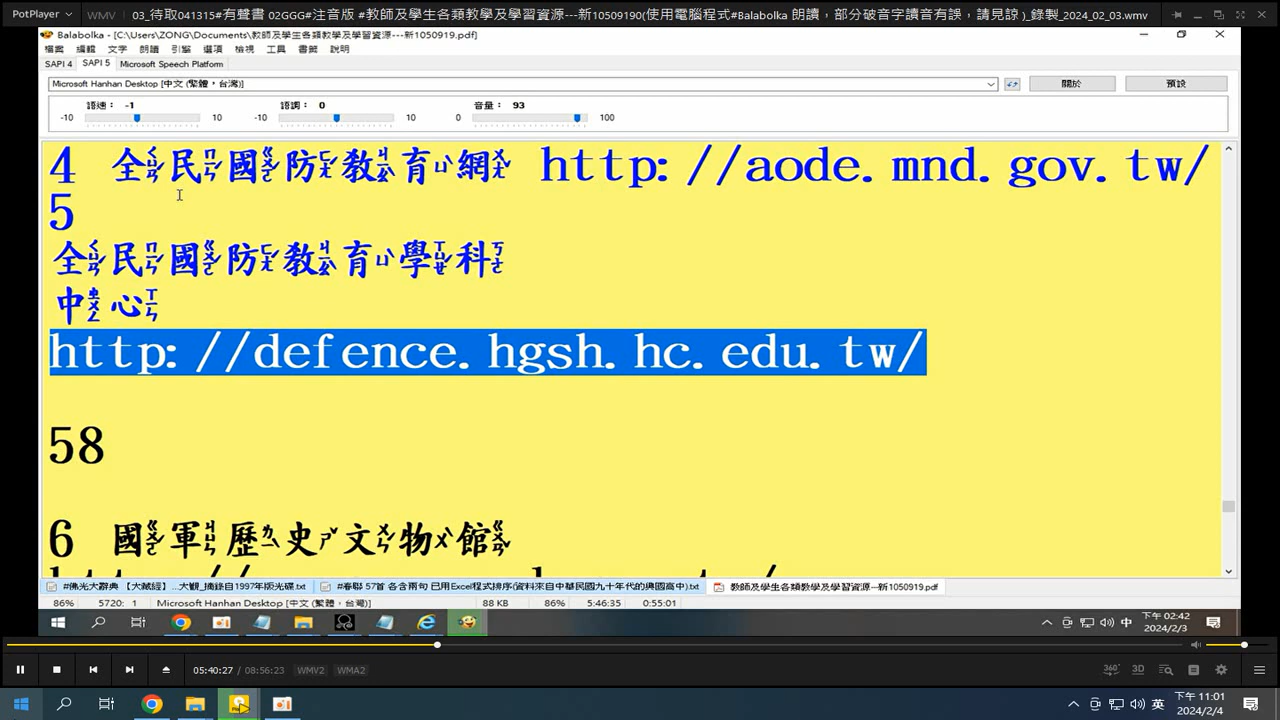 PotPlayer
WMV
03_待取041315#有聲書 02GGG#注音版 #教師及學生各類教學及學習資源---新10509190(使用電腦程式#Balabolka 朗讀，部分破音字讀音有誤，請見諒 )_錄製_2024_02_03.wmv
Balabolka - [C:\Users\ZONG\Documents\教師及學生各類教學及學習資源---新1050919.pdf]
檔案 編輯 文字 朗讀 引擎 選項 檢視 工具 書籤 說明
SAPI 4 SAPI 5 Microsoft Speech Platform
Microsoft Hanhan Desktop [中文 (繁體，台灣)]
關於 預設
語速： -1 語調： 0 音量： 93
-10 10 -10 10 0 100
4 全民國防教育網 http://aode.mnd.gov.tw/
5
全民國防教育學科
中心
http://defence.hgsh.hc.edu.tw/
58
6 國軍歷史文物館
#佛光大辭典 【大藏經】...大觀_摘錄自1997年版光碟.txt
#春聯 57首 各含兩句 已用Excel程式排序(資料來自中華民國九十年代的興國高中).txt
教師及學生各類教學及學習資源---新1050919.pdf
86% 5720: 1 Microsoft Hanhan Desktop [中文 (繁體，台灣)] 88 KB 86% 5:46:35 0:55:01
中 下午 02:42
2024/2/3
05:40:27 / 08:56:23 WMV2 WMA2
360° 3D
英 下午 11:01
2024/2/4